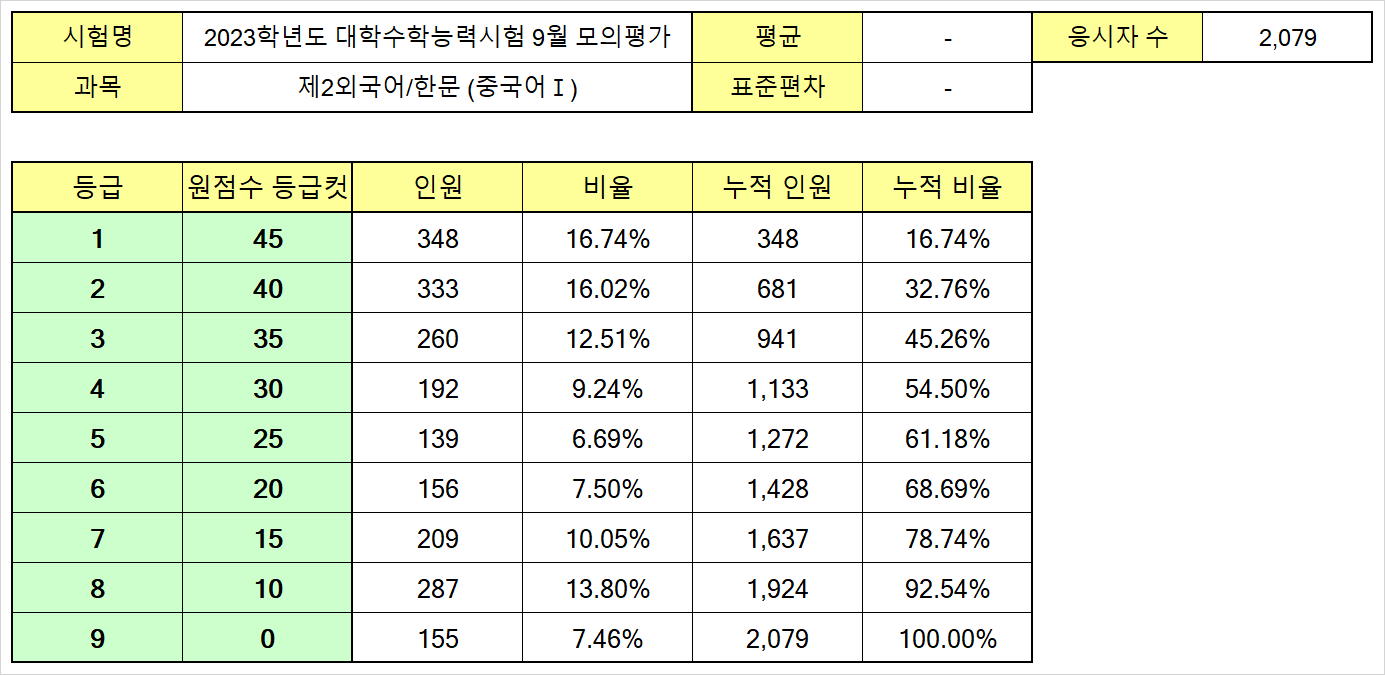 시험명 2023학년도 대학수학능력시험 9월 모의평가 평균 - 응시자 수 2,079
과목 제2외국어/한문 (중국어Ⅰ) 표준편차 -
등급 원점수 등급컷 인원 비율 누적 인원 누적 비율
1 45 348 16.74% 348 16.74%
2 40 333 16.02% 681 32.76%
3 35 260 12.51% 941 45.26%
4 30 192 9.24% 1,133 54.50%
5 25 139 6.69% 1,272 61.18%
6 20 156 7.50% 1,428 68.69%
7 15 209 10.05% 1,637 78.74%
8 10 287 13.80% 1,924 92.54%
9 0 155 7.46% 2,079 100.00%